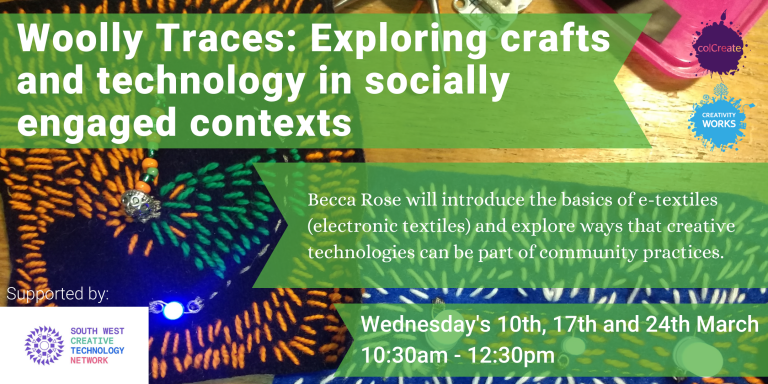 Woolly Traces: Exploring crafts
and technology in socially
engaged contexts
colCreate
CREATIVITY
WORKS
Becca Rose will introduce the basics of e-textiles
(electronic textiles) and explore ways that creative
technologies can be part of community practices.
Supported by:
SOUTH WEST
CREATIVE
TECHNOLOGY
NETWORK
Wednesday's 10th, 17th and 24th March
10:30am - 12:30pm